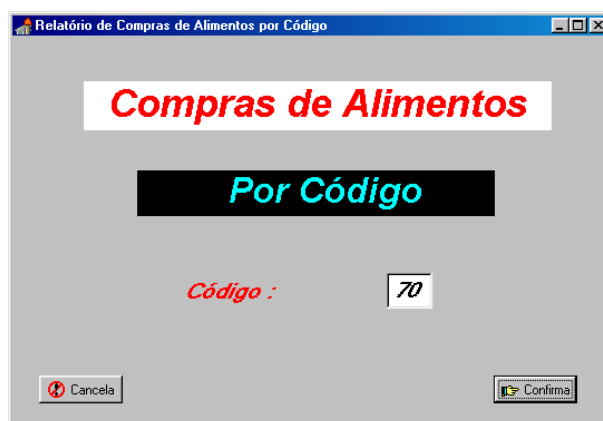 Relatório de Compras de Alimentos por Código
Compras de Alimentos
Por Código
Código : 70
Cancela Confirma